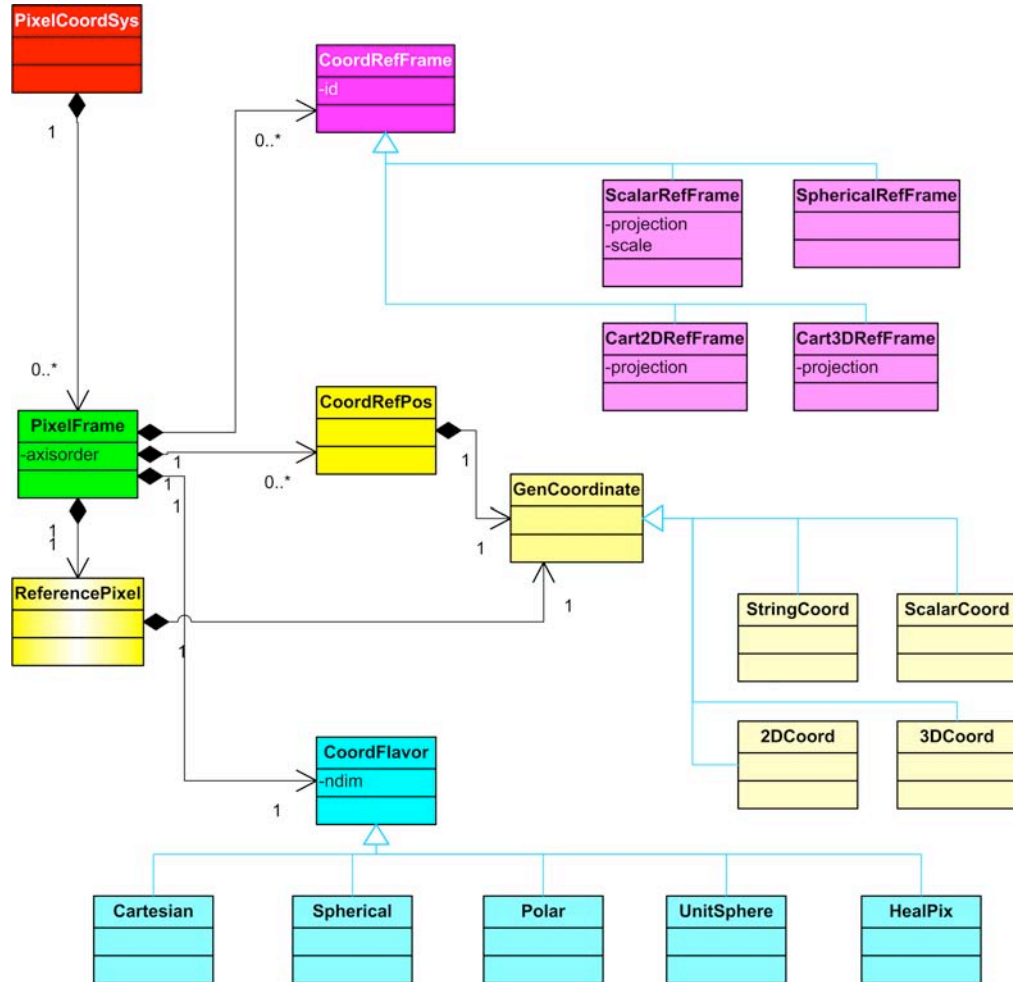 PixelCoordSys
CoordRefFrame
-id
1
0..*
ScalarRefFrame
-projection
-scale
SphericalRefFrame
Cart2DRefFrame
-projection
Cart3DRefFrame
-projection
0..*
CoordRefPos
PixelFrame
-axisorder
1
1
1
0..*
1
GenCoordinate
1
1
1
ReferencePixel
1
1
StringCoord
ScalarCoord
2DCoord
3DCoord
CoordFlavor
-ndim
1
Cartesian
Spherical
Polar
UnitSphere
HealPix